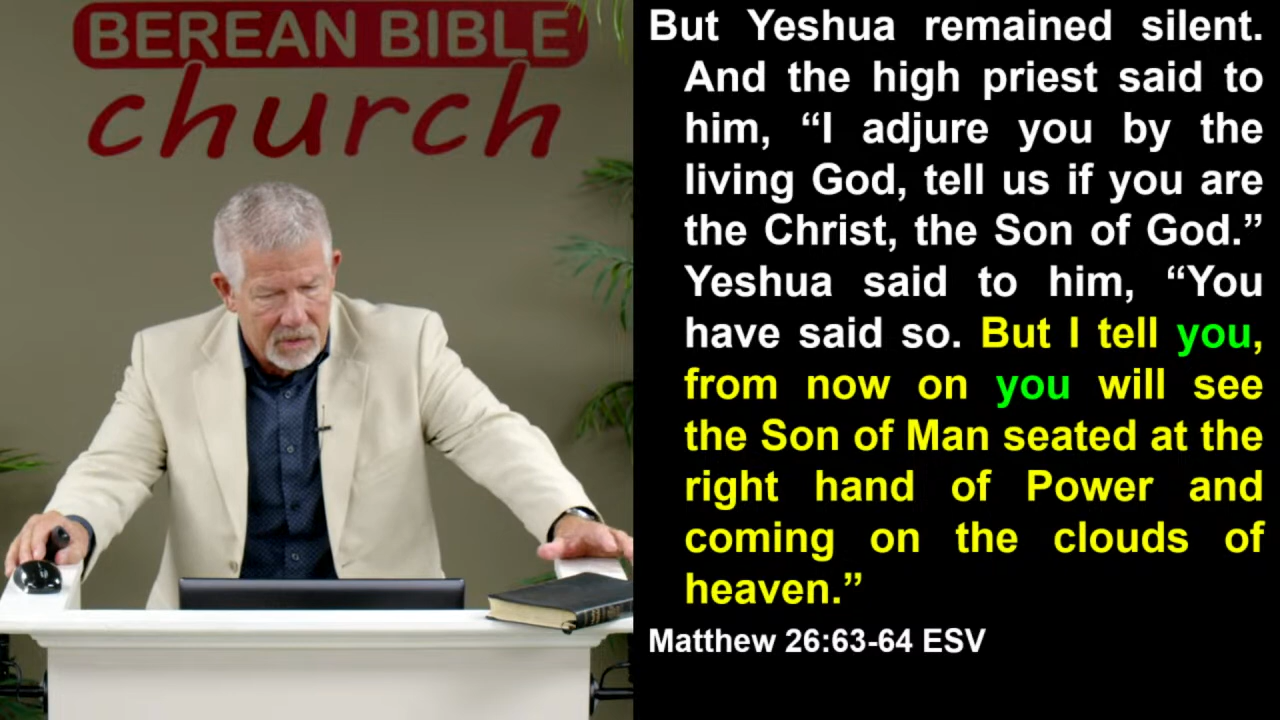 BEREAN BIBLE
church
But Yeshua remained silent.
And the high priest said to
him, “I adjure you by the
living God, tell us if you are
the Christ, the Son of God.”
Yeshua said to him, “You
have said so. But I tell you,
from now on you will see
the Son of Man seated at the
right hand of Power and
coming on the clouds of
heaven.”
Matthew 26:63-64 ESV